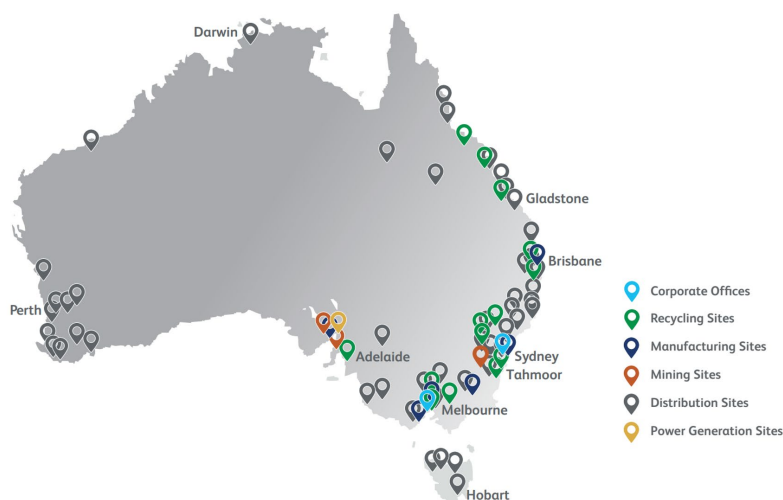 Darwin
Gladstone
Brisbane
Perth
Adelaide
Sydney
Tahmoor
Melbourne
Hobart
Corporate Offices
Recycling Sites
Manufacturing Sites
Mining Sites
Distribution Sites
Power Generation Sites